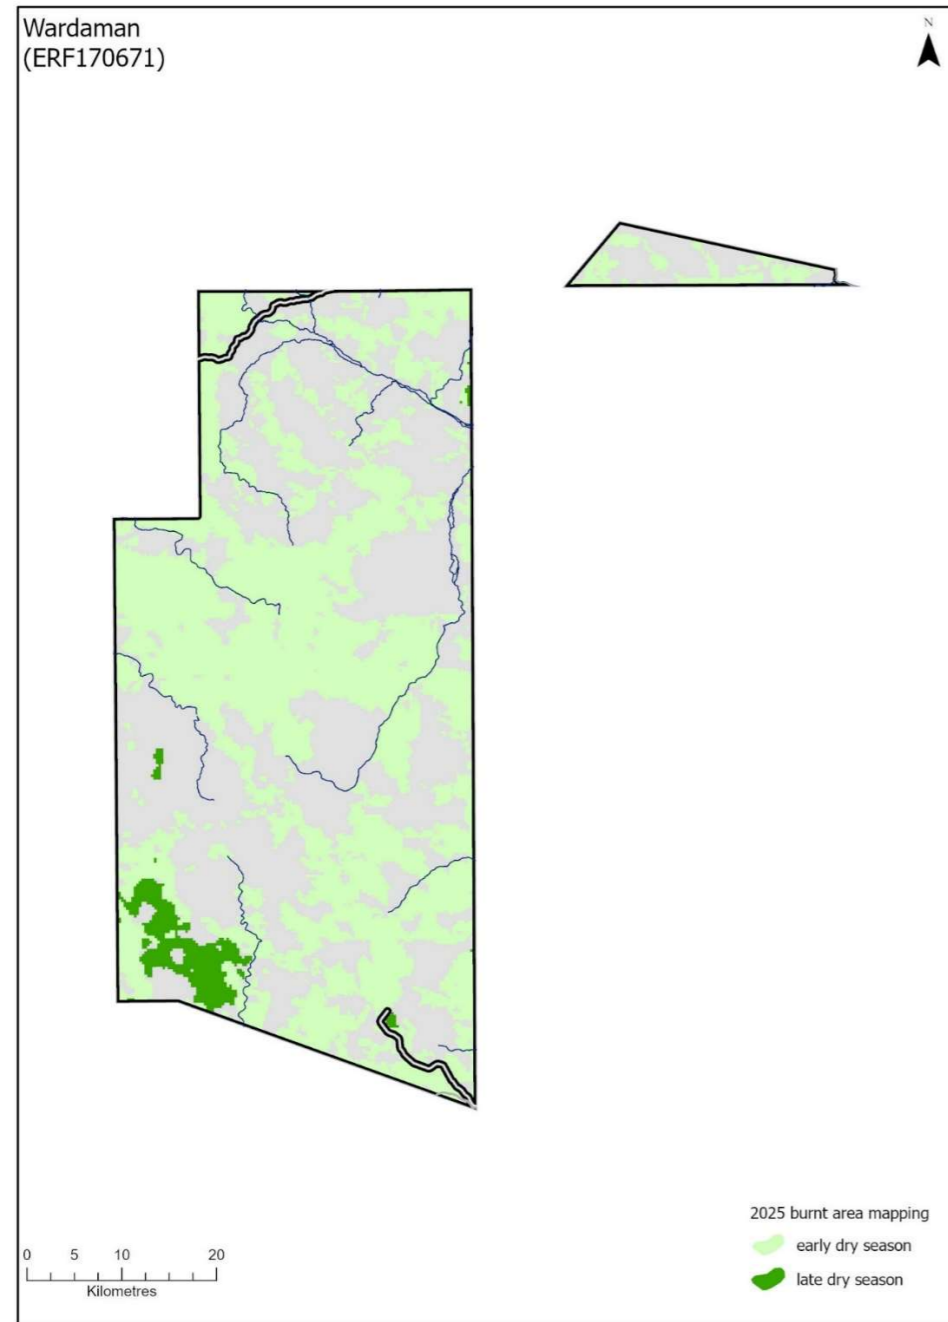 Wardaman
(ERF170671)
N
2025 burnt area mapping
early dry season
late dry season
0 5 10 20
Kilometres